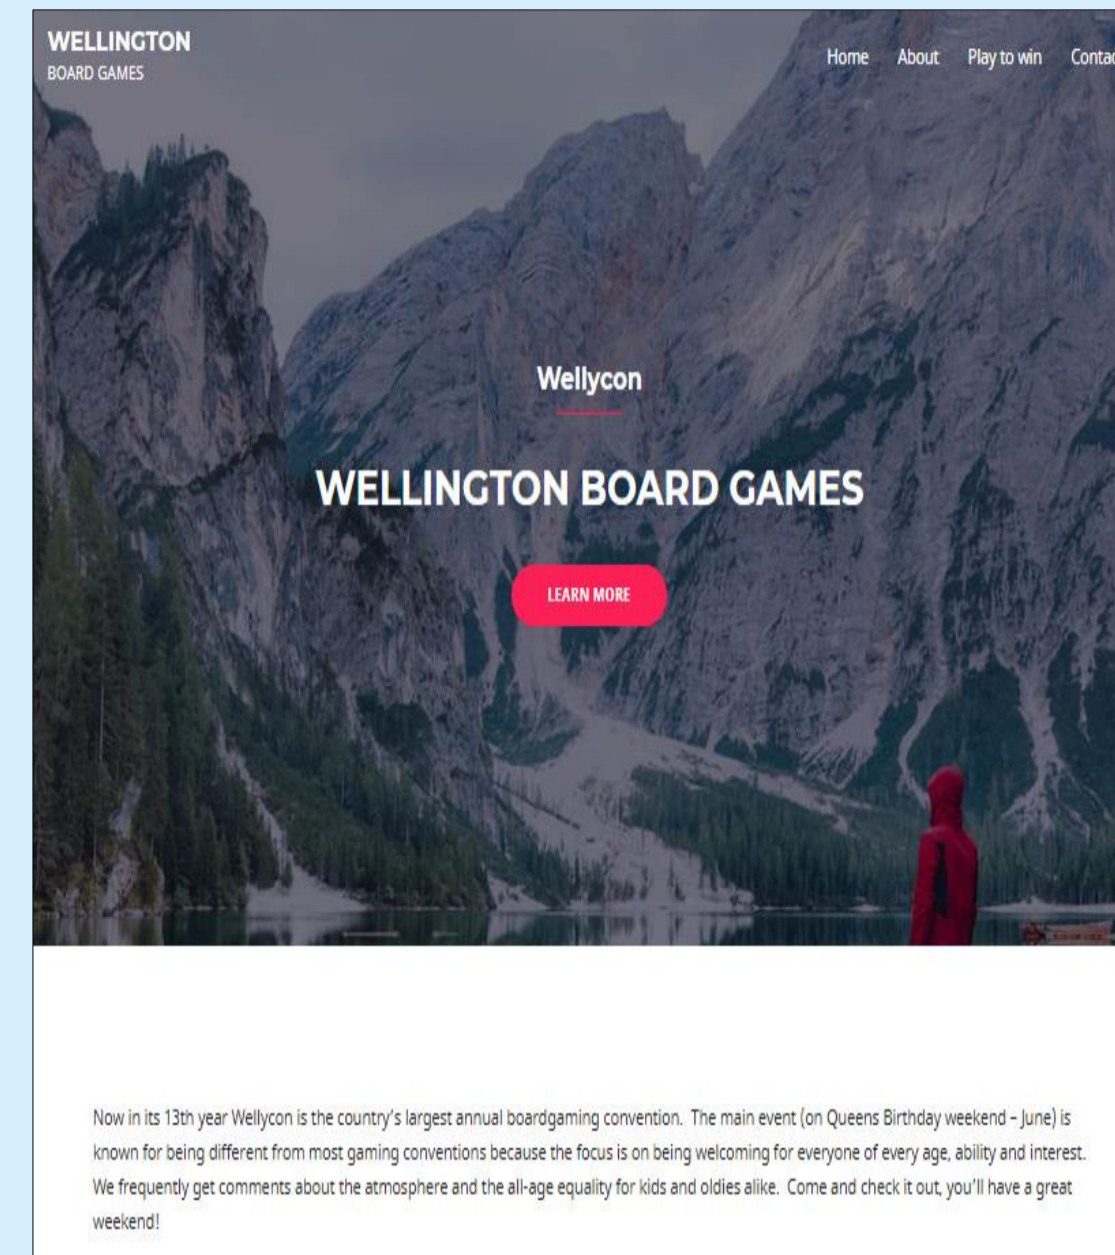 WELLINGTON
BOARD GAMES
Home About Play to win Contac
Wellycon
WELLINGTON BOARD GAMES
LEARN MORE
Now in its 13th year Wellycon is the country's largest annual boardgaming convention. The main event (on Queens Birthday weekend – June) is
known for being different from most gaming conventions because the focus is on being welcoming for everyone of every age, ability and interest.
We frequently get comments about the atmosphere and the all-age equality for kids and oldies alike. Come and check it out, you'll have a great
weekend!